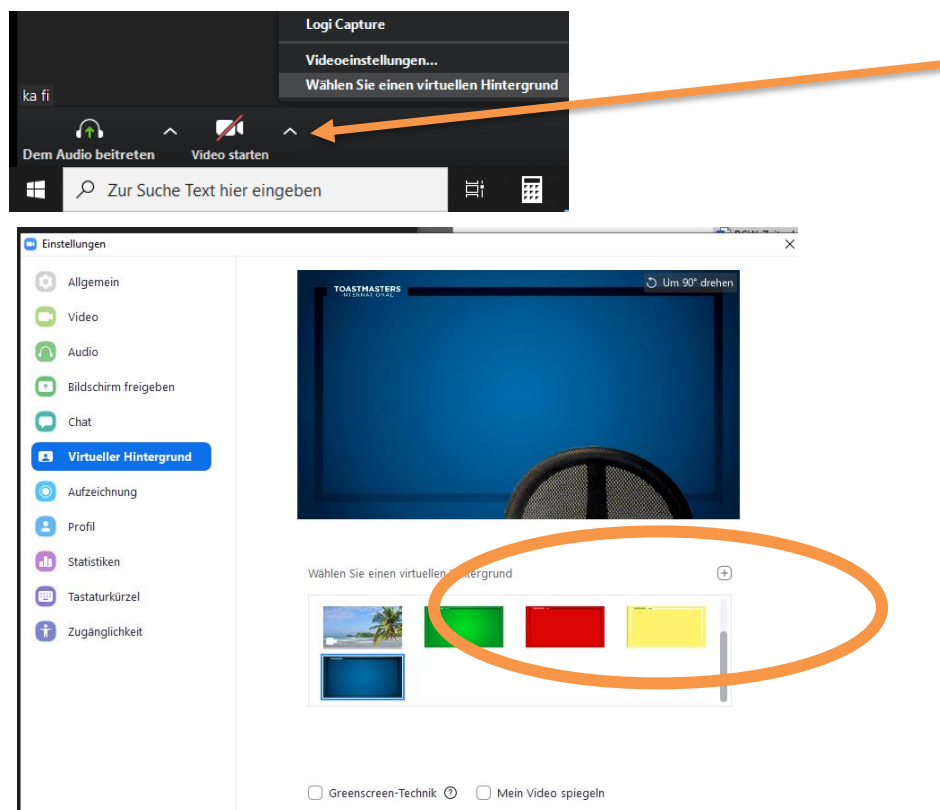 Logi Capture
Videoeinstellungen...
Wählen Sie einen virtuellen Hintergrund
ka fi
Dem Audio beitreten
Video starten
Zur Suche Text hier eingeben
Einstellungen
Allgemein
Video
Audio
Bildschirm freigeben
Chat
Virtueller Hintergrund
Aufzeichnung
Profil
Statistiken
Tastaturkürzel
Zugänglichkeit
TOASTMASTERS
INTERNATIONAL
Um 90° drehen
Wählen Sie einen virtuellen Hintergrund
Greenscreen-Technik
Mein Video spiegeln